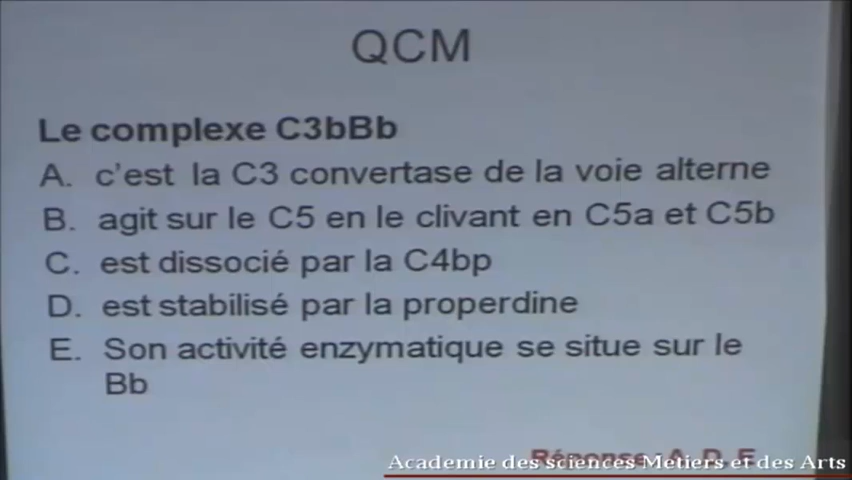 QCM
Le complexe C3bBb
A. c'est la C3 convertase de la voie alterne
B. agit sur le C5 en le clivant en C5a et C5b
C. est dissocié par la C4bp
D. est stabilisé par la properdine
E. Son activité enzymatique se situe sur le
Bb
Réponse : A, D, E
Academie des sciences Metiers et des Arts